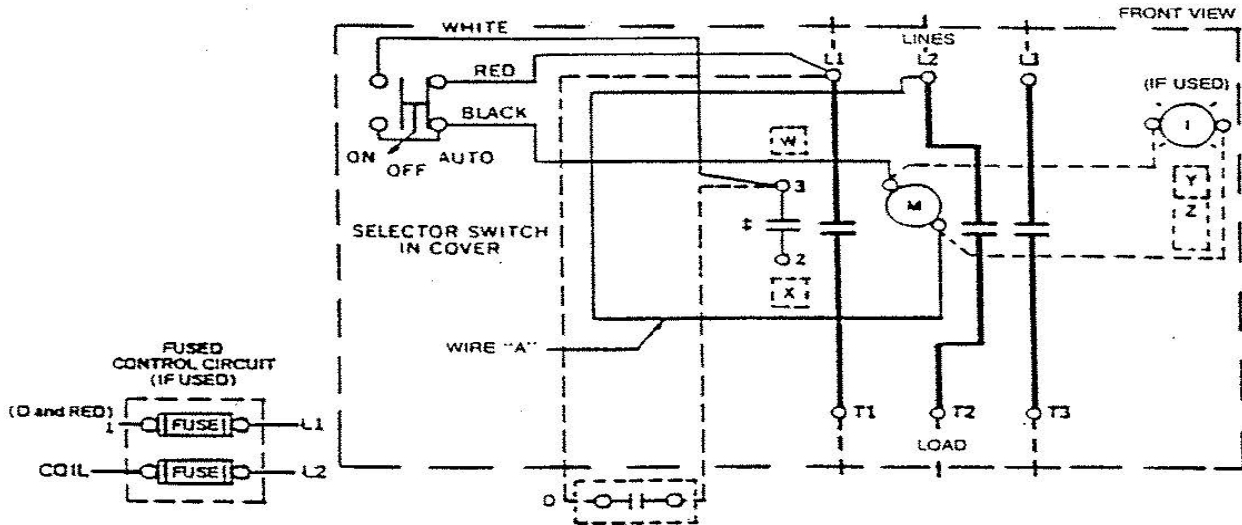 FRONT VIEW
WHITE
LINES
L1
L2
L3
RED
(IF USED)
BLACK
I
W
ON
OFF
AUTO
3
Y
M
Z
SELECTOR SWITCH
IN COVER
2
X
WIRE "A"
FUSED
CONTROL CIRCUIT
(IF USED)
(D and RED)
1
FUSE
L1
T1
T2
T3
LOAD
COIL
FUSE
L2
D